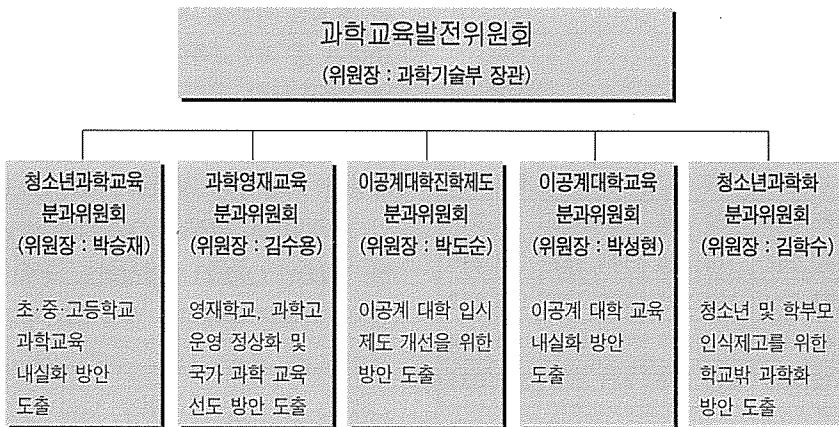 과학교육발전위원회
(위원장 : 과학기술부 장관)
청소년과학교육
분과위원회
(위원장 : 박승재)
초·중·고등학교
과학교육
내실화 방안
도출
과학영재교육
분과위원회
(위원장 : 김수용)
영재학교, 과학고
운영 정상화 및
국가 과학 교육
선도 방안 도출
이공계대학진학제도
분과위원회
(위원장 : 박도순)
이공계 대학 입시
제도 개선을 위한
방안 도출
이공계대학교육
분과위원회
(위원장 : 박성현)
이공계 대학 교육
내실화 방안
도출
청소년과학화
분과위원회
(위원장 : 김학수)
청소년 및 학부모
인식제고를 위한
학교밖 과학화
방안 도출